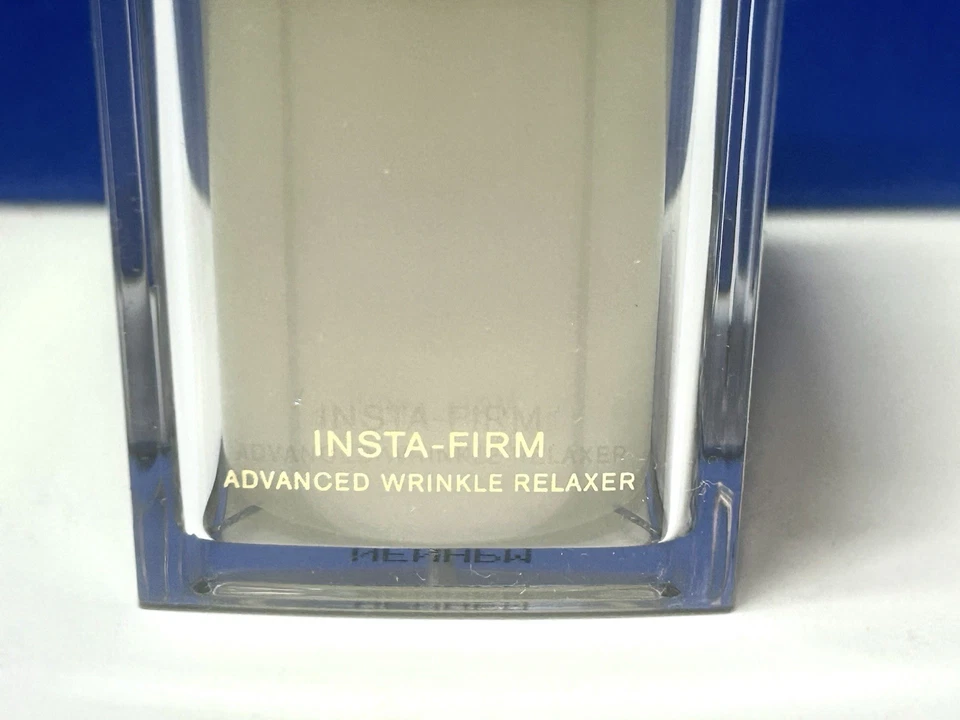 INSTA-FIRM
ADVANCED WRINKLE RELAXER